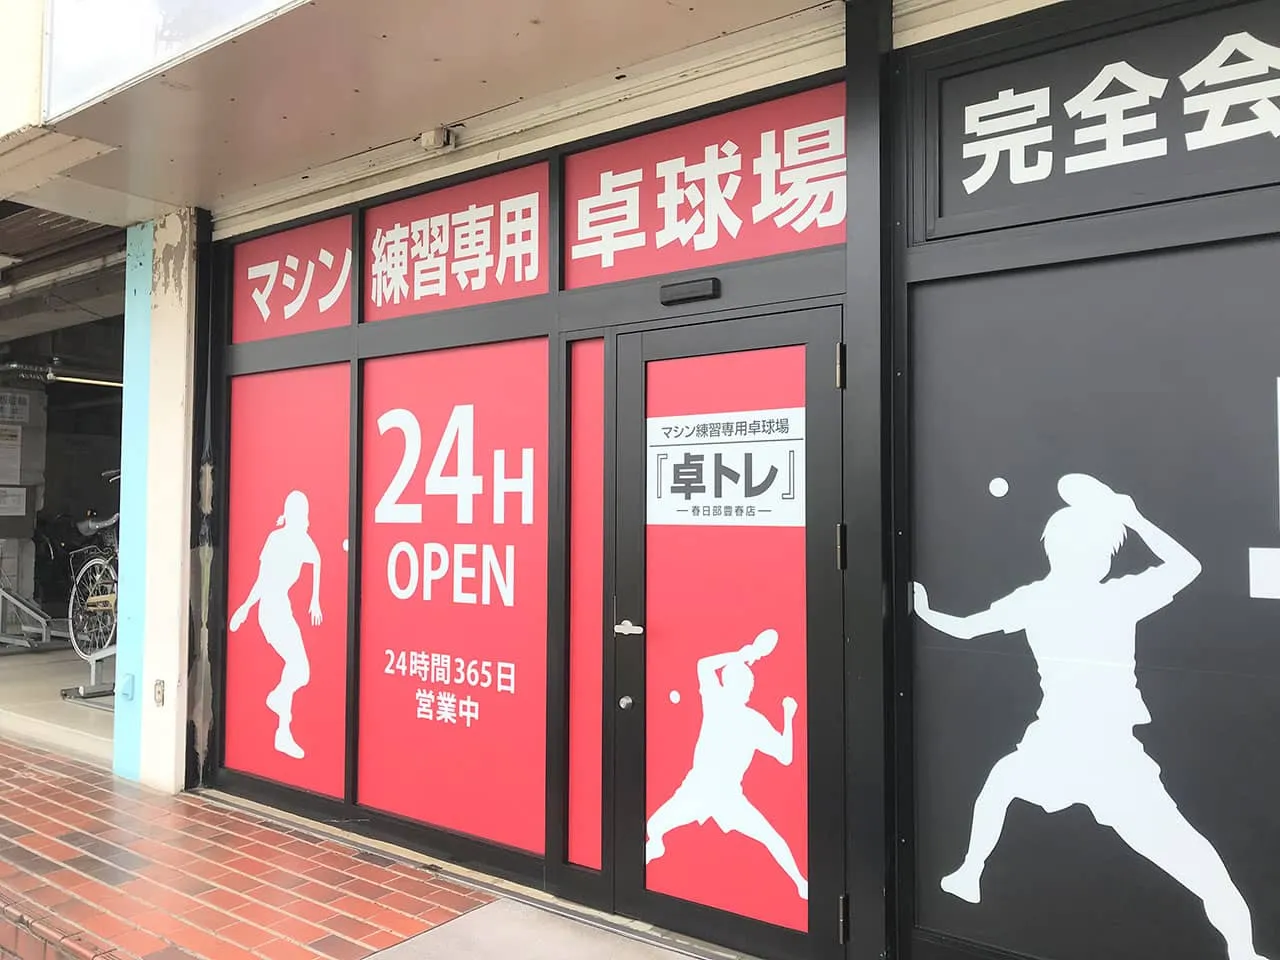 マシン練習専用卓球場
完全会
24H
OPEN
24時間365日
営業中
マシン練習専用卓球場
『卓トレ』
―春日部豊春店―